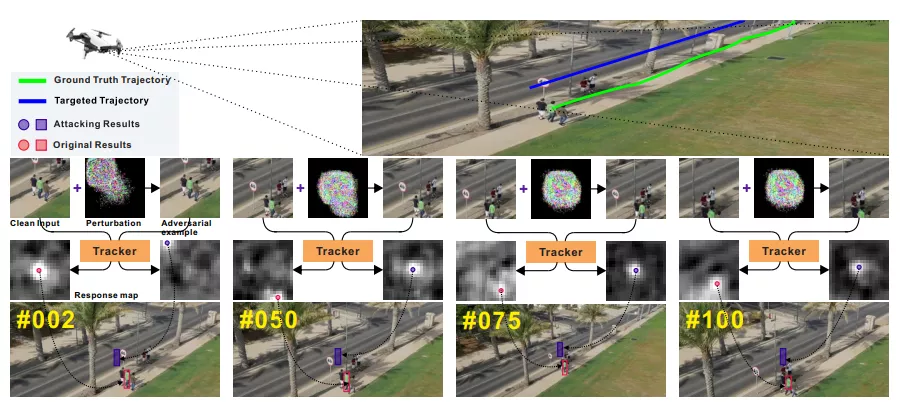 Ground Truth Trajectory
Targeted Trajectory
Attacking Results
Original Results
+
+
+
+
Clean Input
Perturbation
Adversarial
example
Tracker
Tracker
Tracker
Tracker
Response map
#002
#050
#075
#100